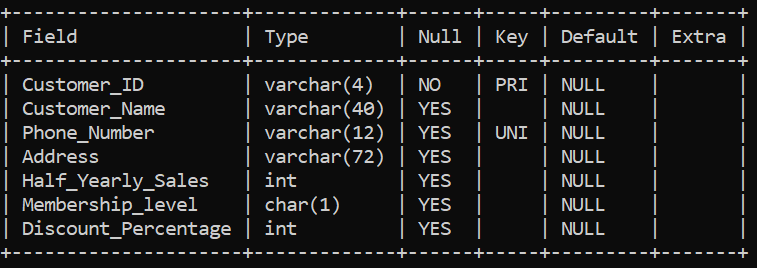 +---------------------+-------------+------+-----+---------+-------+
| Field               | Type        | Null | Key | Default | Extra |
+---------------------+-------------+------+-----+---------+-------+
| Customer_ID         | varchar(4)  | NO   | PRI | NULL    |       |
| Customer_Name       | varchar(40) | YES  |     | NULL    |       |
| Phone_Number        | varchar(12) | YES  | UNI | NULL    |       |
| Address             | varchar(72) | YES  |     | NULL    |       |
| Half_Yearly_Sales   | int         | YES  |     | NULL    |       |
| Membership_level    | char(1)     | YES  |     | NULL    |       |
| Discount_Percentage | int         | YES  |     | NULL    |       |
+---------------------+-------------+------+-----+---------+-------+